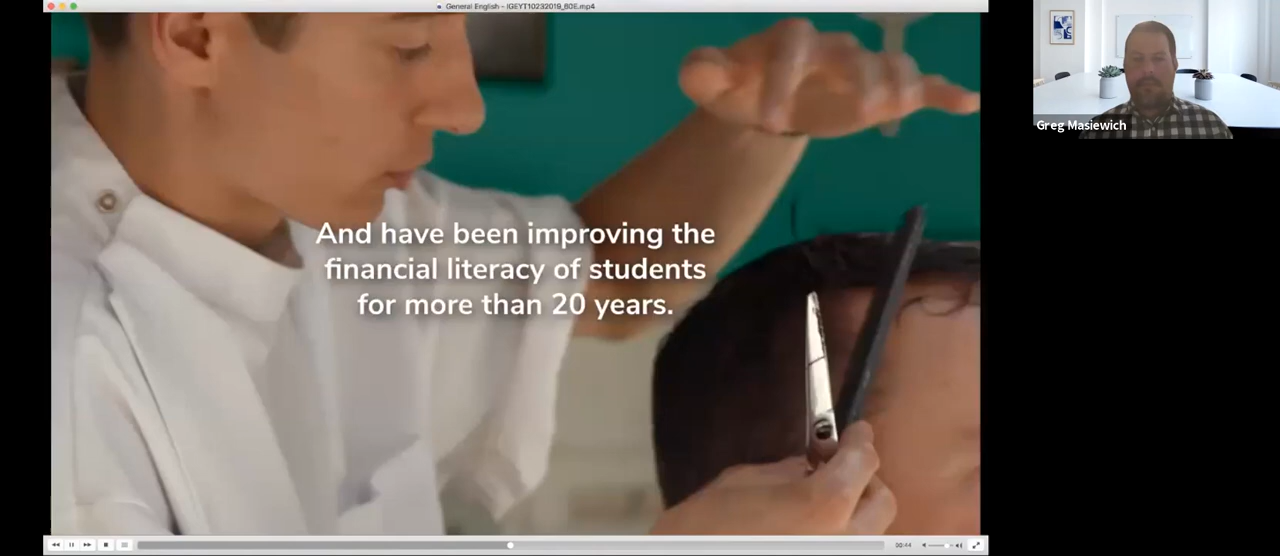 General English - IGEYT10232019_60E.mp4
And have been improving the
financial literacy of students
for more than 20 years.
Greg Masiewich
00:44